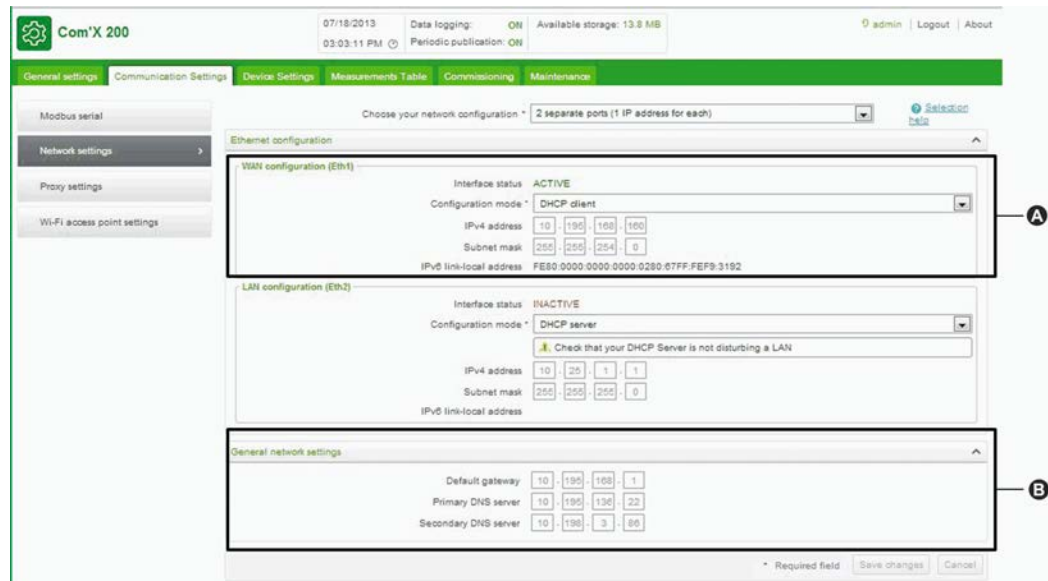 Com'X 200
07/18/2013
03:03:11 PM
Data logging: ON
Periodic publication: ON
Available storage: 13.8 MB
admin | Logout | About
General settings Communication Settings Device Settings Measurements Table Commissioning Maintenance
Modbus serial
Network settings >
Proxy settings
Wi-Fi access point settings
Choose your network configuration * 2 separate ports (1 IP address for each)
Selection help
Ethernet configuration
WAN configuration (Eth1)
Interface status ACTIVE
Configuration mode * DHCP client
IPv4 address 10 . 195 . 168 . 160
Subnet mask 255 . 255 . 254 . 0
IPv6 link-local address FE80:0000:0000:0000:0280:67FF:FEF9:3192
A
LAN configuration (Eth2)
Interface status INACTIVE
Configuration mode * DHCP server
Check that your DHCP Server is not disturbing a LAN
IPv4 address 10 . 25 . 1 . 1
Subnet mask 255 . 255 . 255 . 0
IPv6 link-local address
General network settings
Default gateway 10 . 195 . 168 . 1
Primary DNS server 10 . 195 . 136 . 22
Secondary DNS server 10 . 198 . 3 . 86
B
* Required field Save changes Cancel